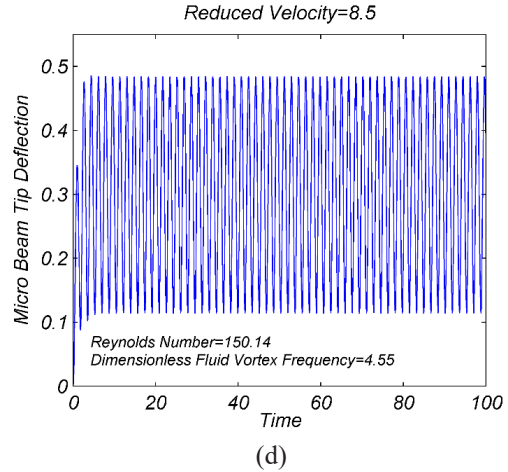 Reduced Velocity=8.5
Micro Beam Tip Deflection
0.5
0.4
0.3
0.2
0.1
0
Reynolds Number=150.14
Dimensionless Fluid Vortex Frequency=4.55
0 20 40 60 80 100
Time
(d)